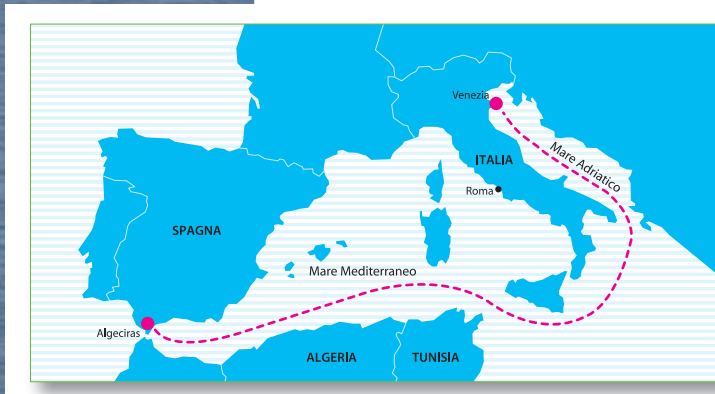 Venezia
Mare Adriatico
ITALIA
Roma
SPAGNA
Mare Mediterraneo
Algeciras
ALGERIA
TUNISIA